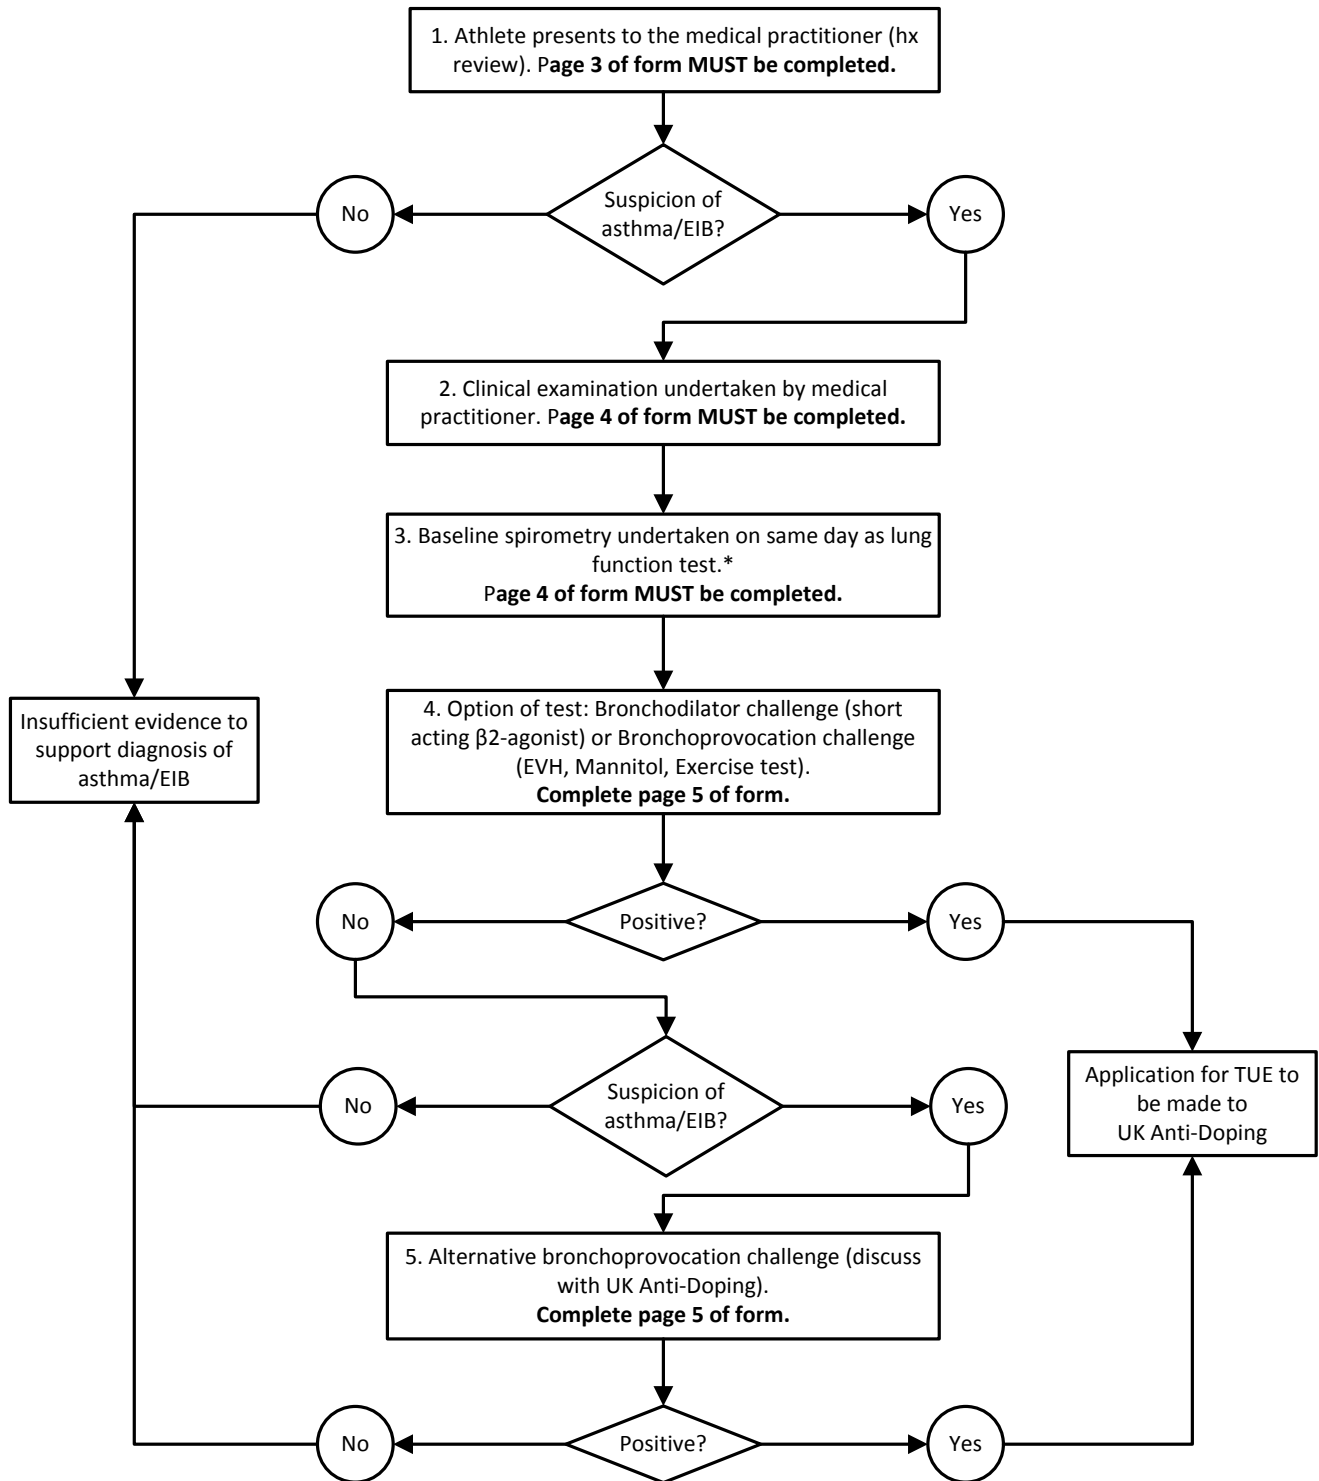 1. Athlete presents to the medical practitioner (hx
review). Page 3 of form MUST be completed.
Suspicion of
asthma/EIB?
No
Yes
2. Clinical examination undertaken by medical
practitioner. Page 4 of form MUST be completed.
3. Baseline spirometry undertaken on same day as lung
function test.*
Page 4 of form MUST be completed.
Insufficient evidence to
support diagnosis of
asthma/EIB
4. Option of test: Bronchodilator challenge (short
acting β2-agonist) or Bronchoprovocation challenge
(EVH, Mannitol, Exercise test).
Complete page 5 of form.
No
Positive?
Yes
No
Suspicion of
asthma/EIB?
Yes
Application for TUE to
be made to
UK Anti-Doping
5. Alternative bronchoprovocation challenge (discuss
with UK Anti-Doping).
Complete page 5 of form.
No
Positive?
Yes